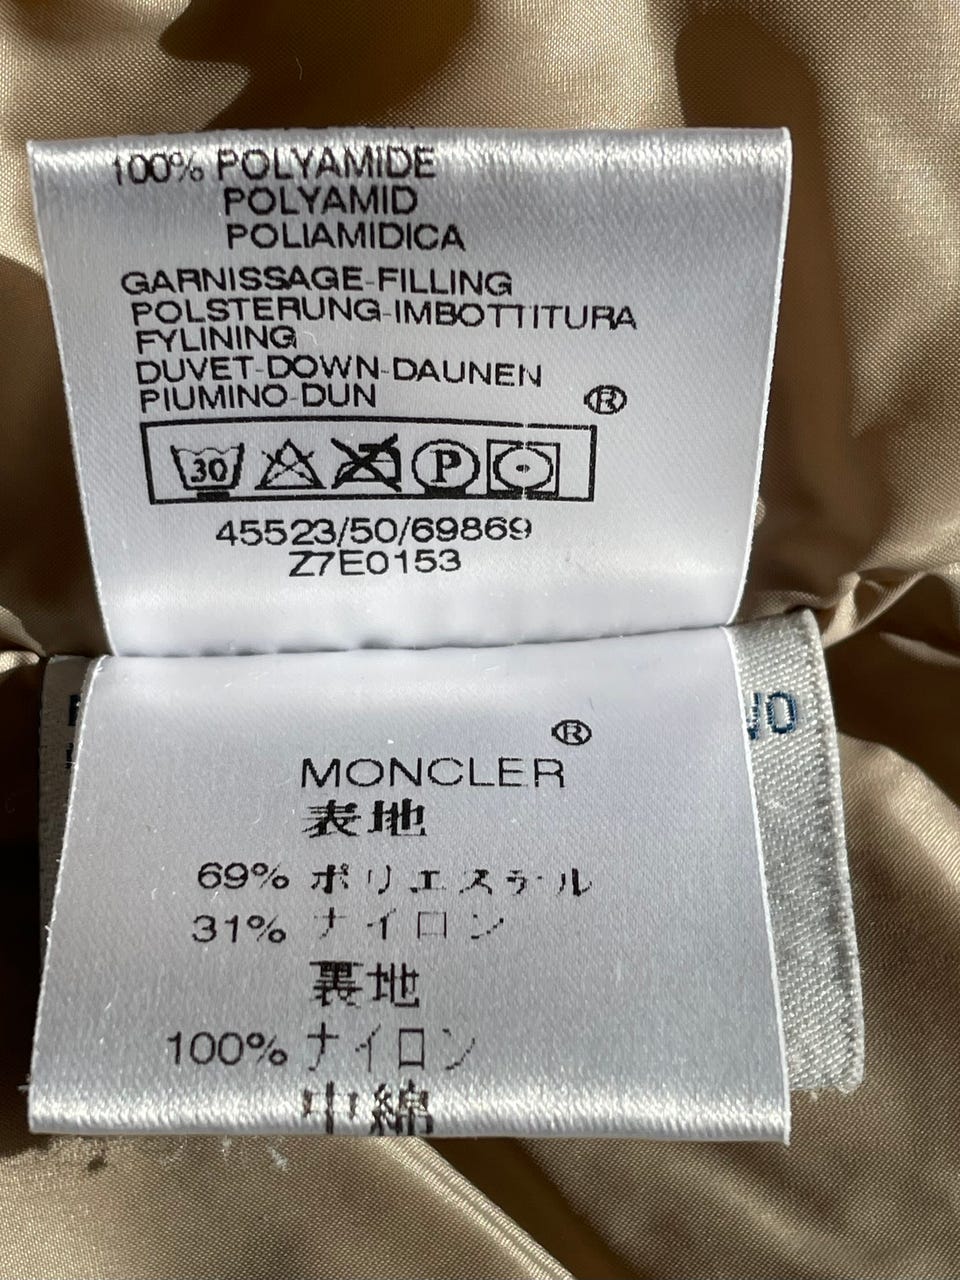 100% POLYAMIDE
POLYAMID
POLIAMIDICA
GARNISSAGE-FILLING
POLSTERUNG-IMBOTTITURA
FYLINING
DUVET-DOWN-DAUNEN
PIUMINO-DUN
®
30 P
45523/50/69869
Z7E0153
®
MONCLER
表地
69% ポリエステル
31% ナイロン
裏地
100% ナイロン
中綿